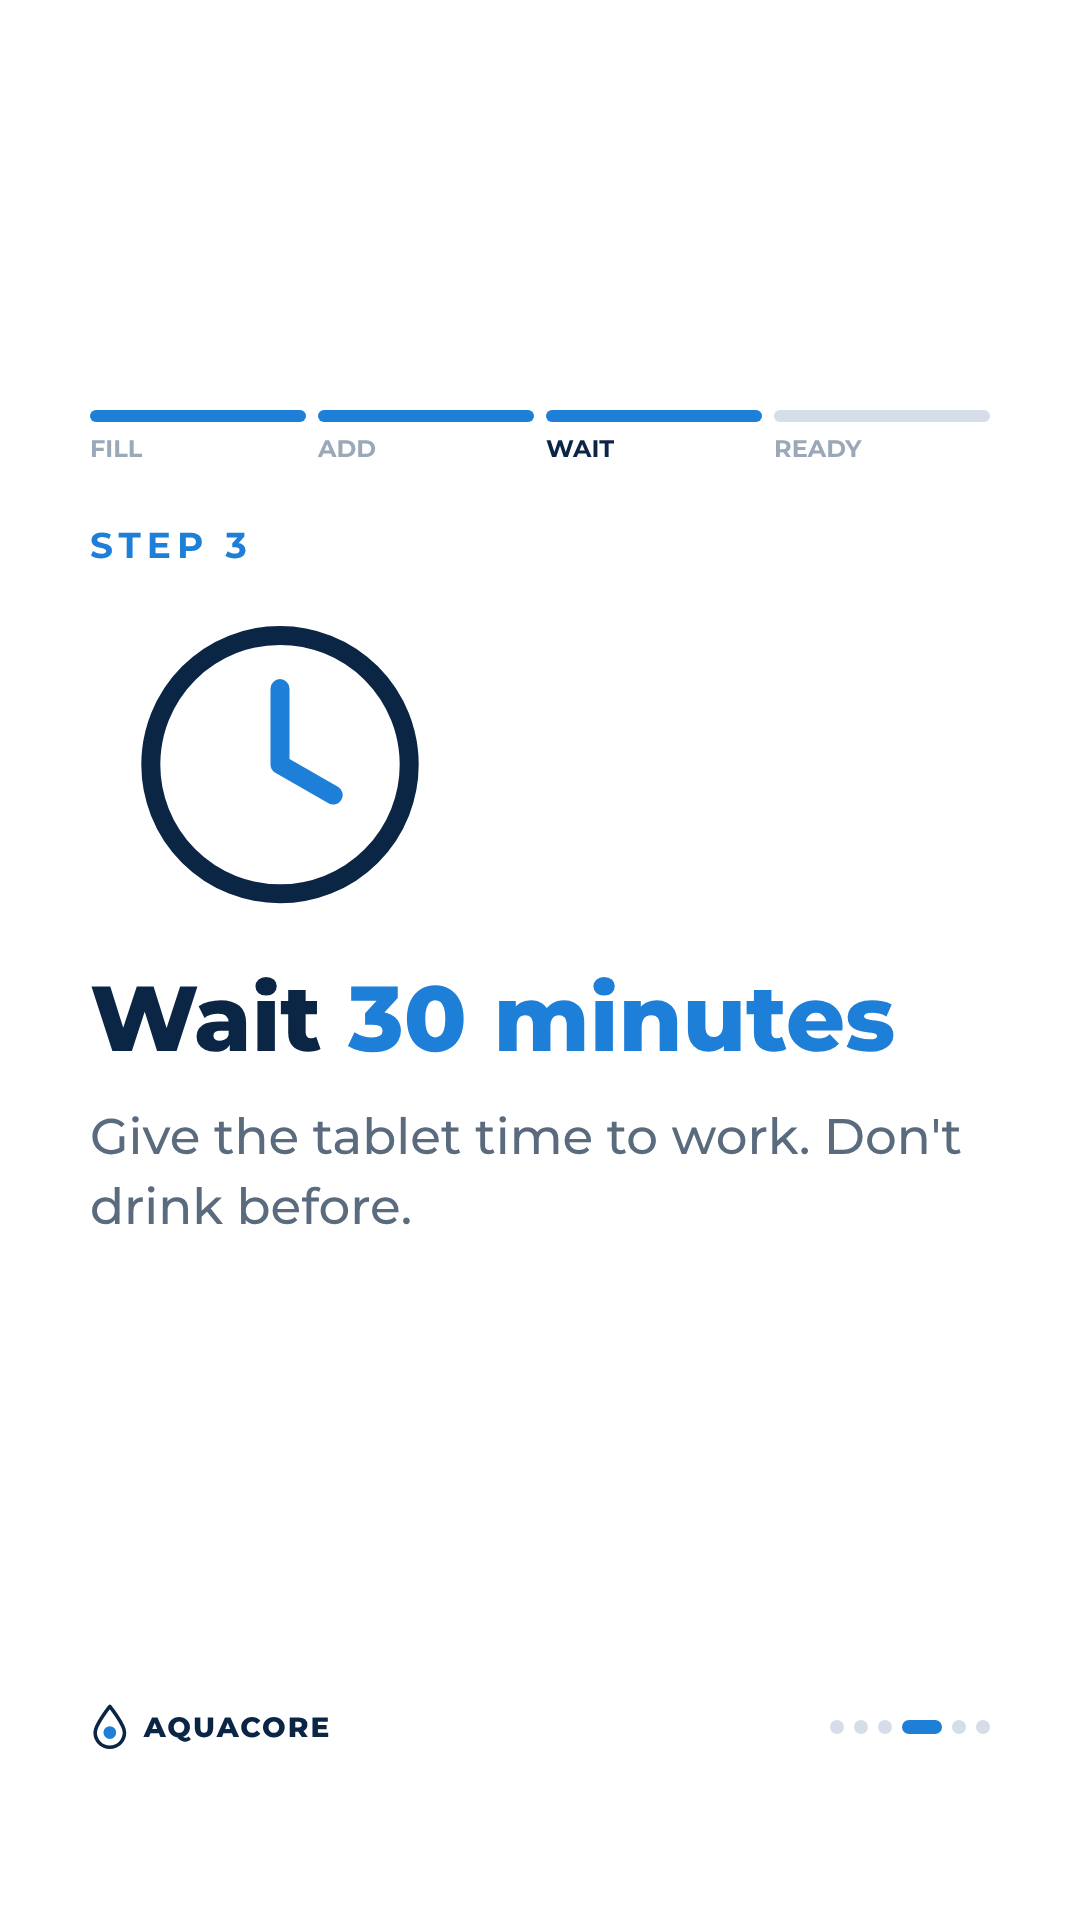 FILL ADD WAIT READY
STEP 3
Wait 30 minutes
Give the tablet time to work. Don't
drink before.
AQUACORE